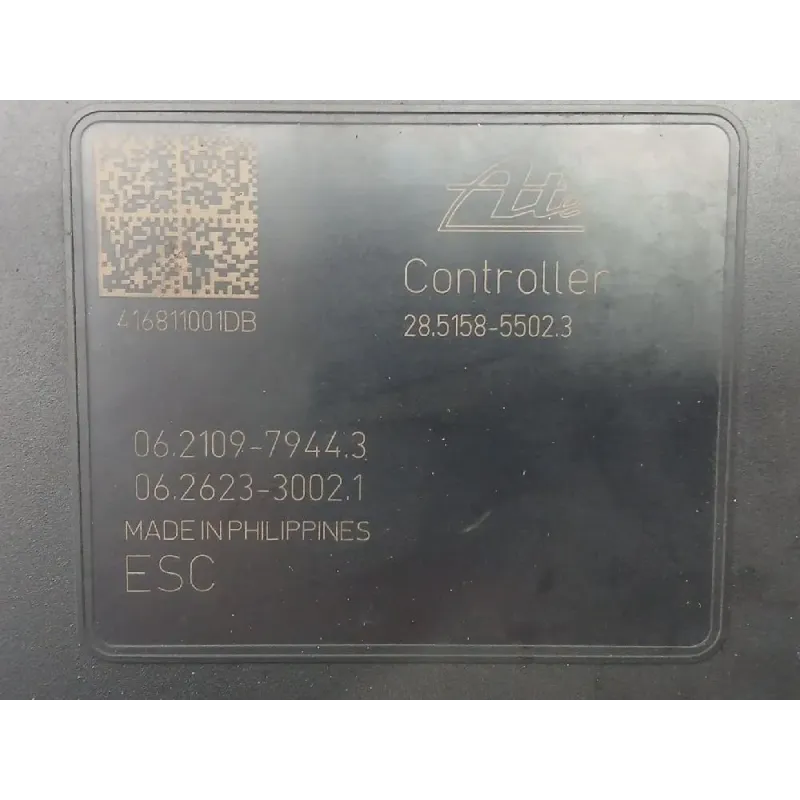 Ate
Controller
28.5158-5502.3
416811001DB
06.2109-7944.3
06.2623-3002.1
MADE IN PHILIPPINES
ESC